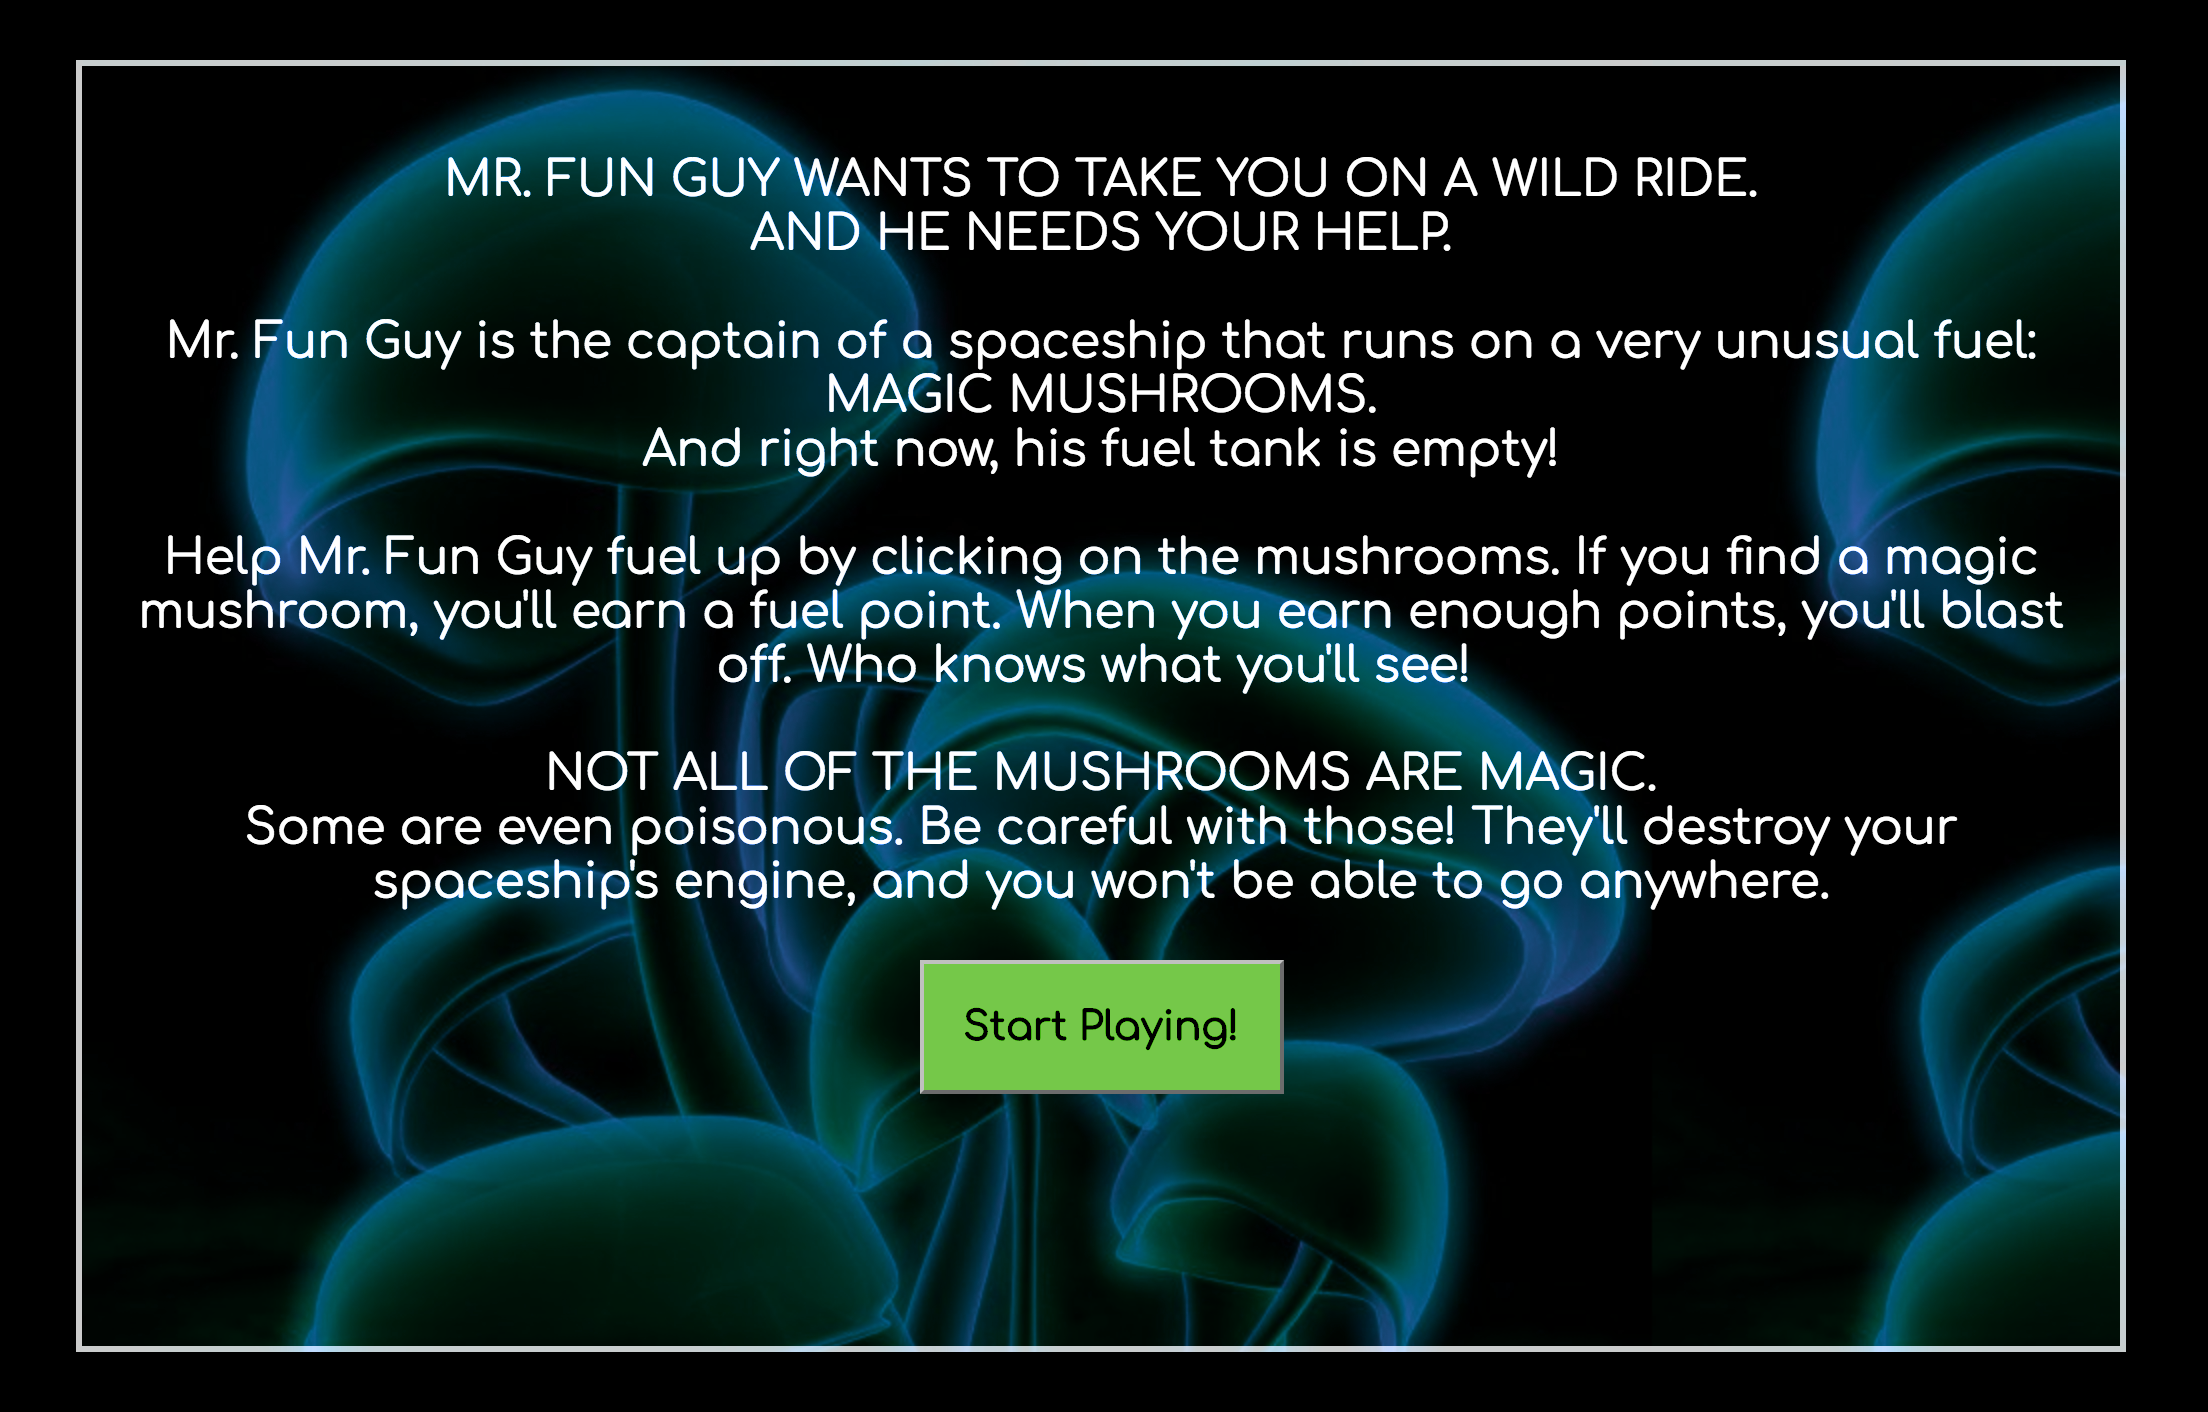 MR. FUN GUY WANTS TO TAKE YOU ON A WILD RIDE.
AND HE NEEDS YOUR HELP.
Mr. Fun Guy is the captain of a spaceship that runs on a very unusual fuel:
MAGIC MUSHROOMS.
And right now, his fuel tank is empty!
Help Mr. Fun Guy fuel up by clicking on the mushrooms. If you find a magic
mushroom, you'll earn a fuel point. When you earn enough points, you'll blast
off. Who knows what you'll see!
NOT ALL OF THE MUSHROOMS ARE MAGIC.
Some are even poisonous. Be careful with those! They'll destroy your
spaceship's engine, and you won't be able to go anywhere.
Start Playing!